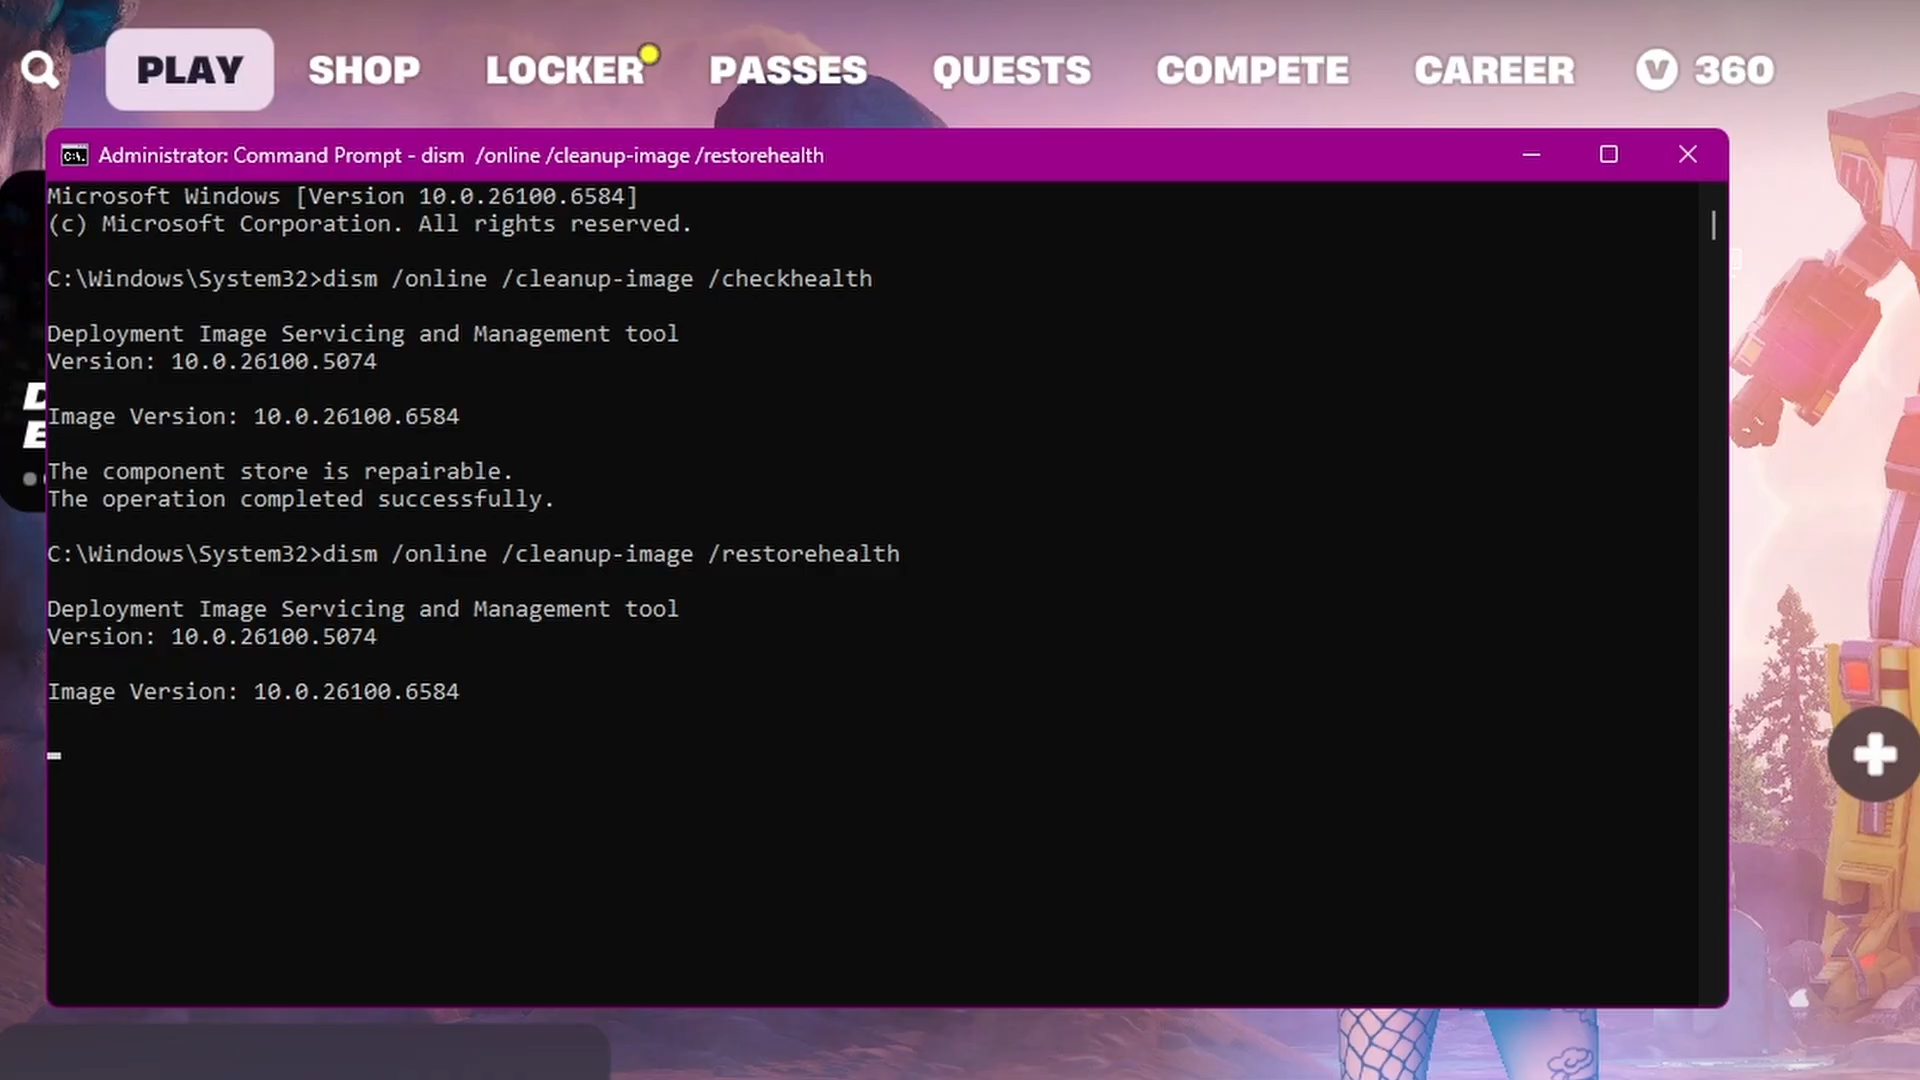 PLAY SHOP LOCKER PASSES QUESTS COMPETE CAREER V 360
Administrator: Command Prompt - dism /online /cleanup-image /restorehealth
Microsoft Windows [Version 10.0.26100.6584]
(c) Microsoft Corporation. All rights reserved.
C:\Windows\System32>dism /online /cleanup-image /checkhealth
Deployment Image Servicing and Management tool
Version: 10.0.26100.5074
Image Version: 10.0.26100.6584
The component store is repairable.
The operation completed successfully.
C:\Windows\System32>dism /online /cleanup-image /restorehealth
Deployment Image Servicing and Management tool
Version: 10.0.26100.5074
Image Version: 10.0.26100.6584